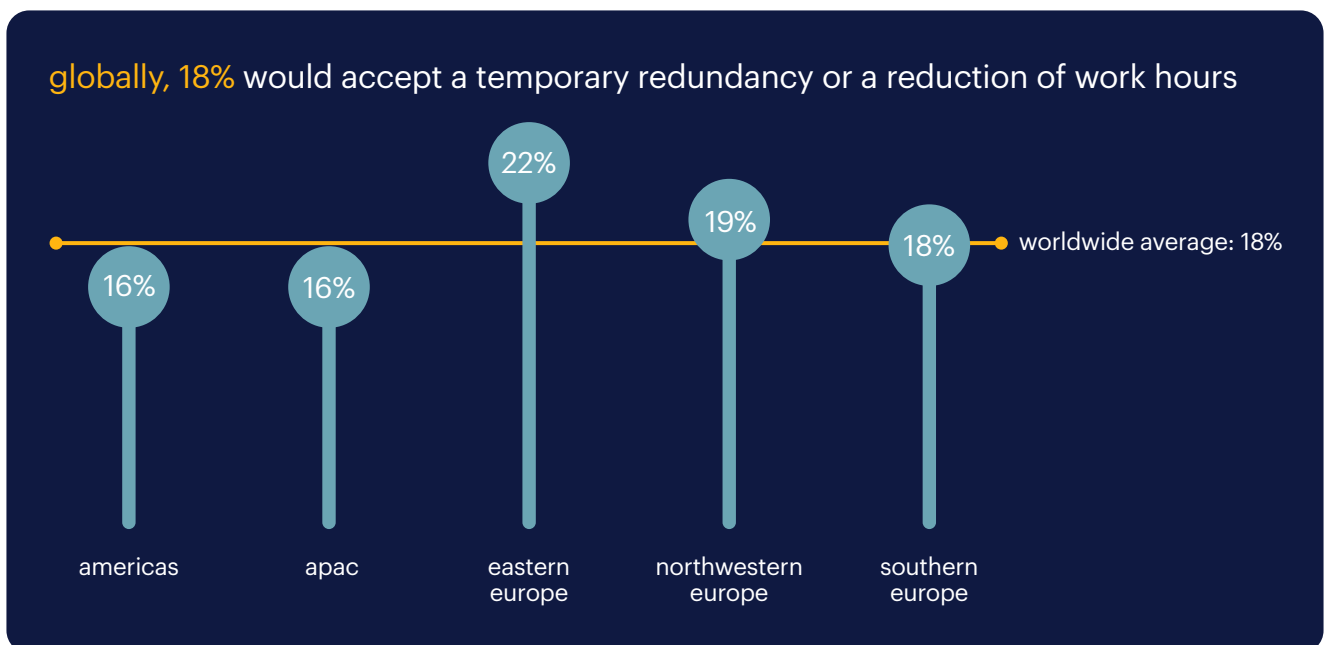 globally, 18% would accept a temporary redundancy or a reduction of work hours
22%
19%
18%
worldwide average: 18%
16%
16%
americas
apac
eastern
europe
northwestern
europe
southern
europe